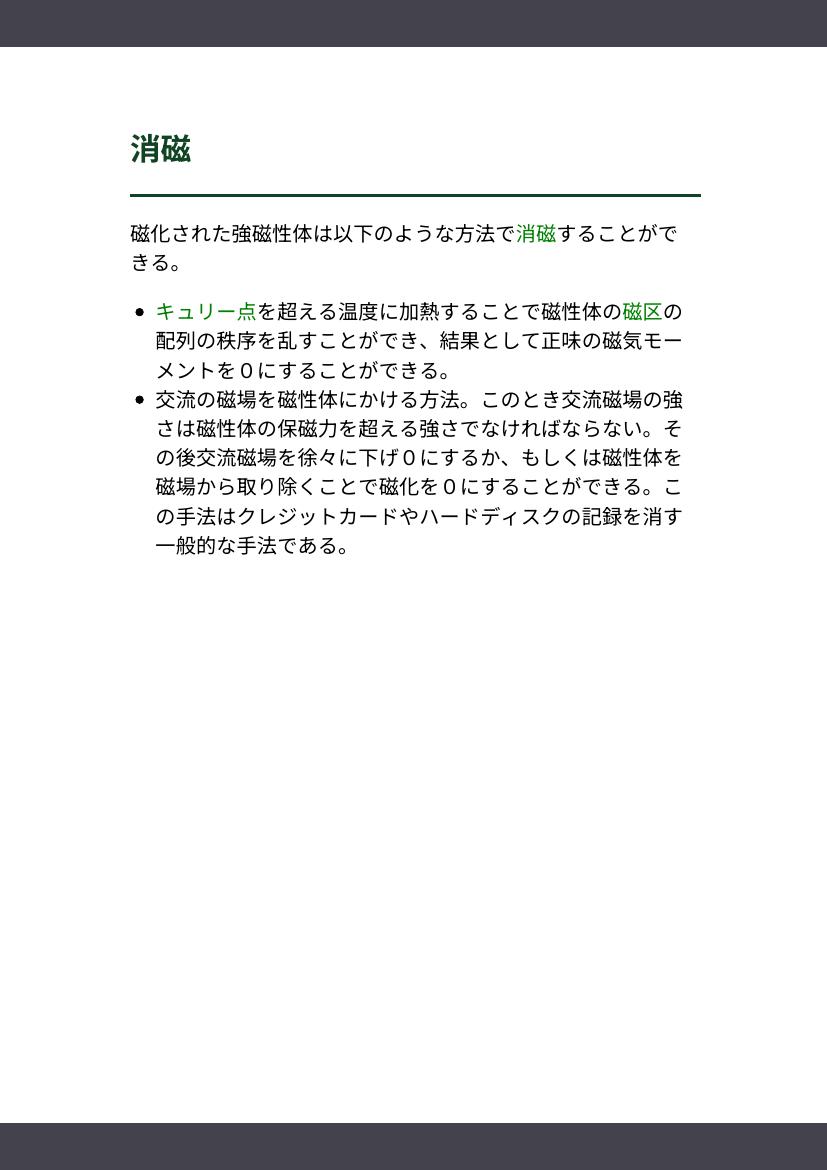 消磁
磁化された強磁性体は以下のような方法で消磁することがで
きる。
● キュリー点を超える温度に加熱することで磁性体の磁区の
配列の秩序を乱すことができ、結果として正味の磁気モー
メントを０にすることができる。
● 交流の磁場を磁性体にかける方法。このとき交流磁場の強
さは磁性体の保磁力を超える強さでなければならない。そ
の後交流磁場を徐々に下げ０にするか、もしくは磁性体を
磁場から取り除くことで磁化を０にすることができる。こ
の手法はクレジットカードやハードディスクの記録を消す
一般的な手法である。